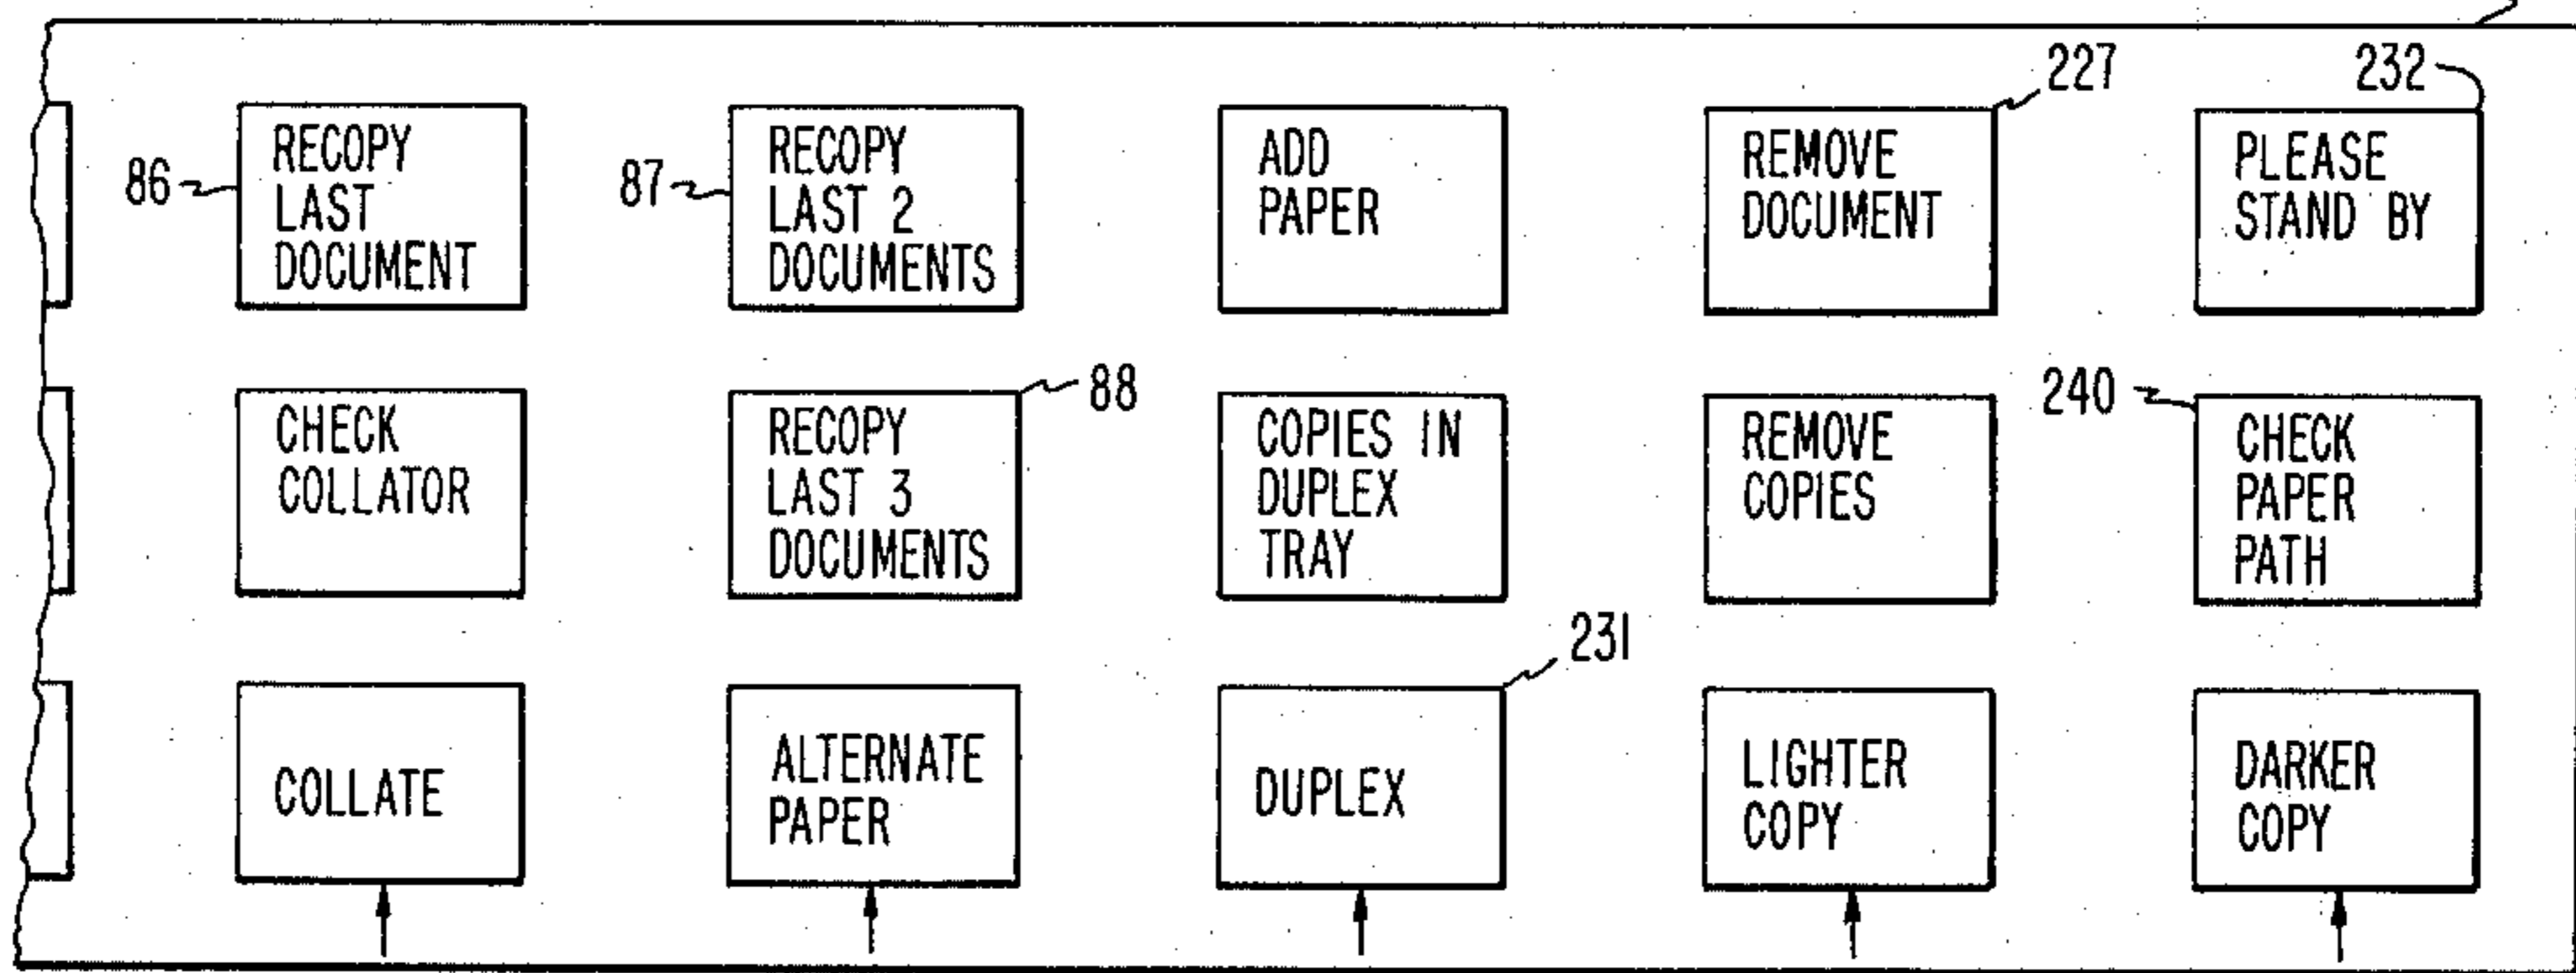 227
232
86
RECOPY
LAST
DOCUMENT
87
RECOPY
LAST 2
DOCUMENTS
ADD
PAPER
REMOVE
DOCUMENT
PLEASE
STAND BY
CHECK
COLLATOR
88
RECOPY
LAST 3
DOCUMENTS
COPIES IN
DUPLEX
TRAY
REMOVE
COPIES
240
CHECK
PAPER
PATH
231
COLLATE
ALTERNATE
PAPER
DUPLEX
LIGHTER
COPY
DARKER
COPY